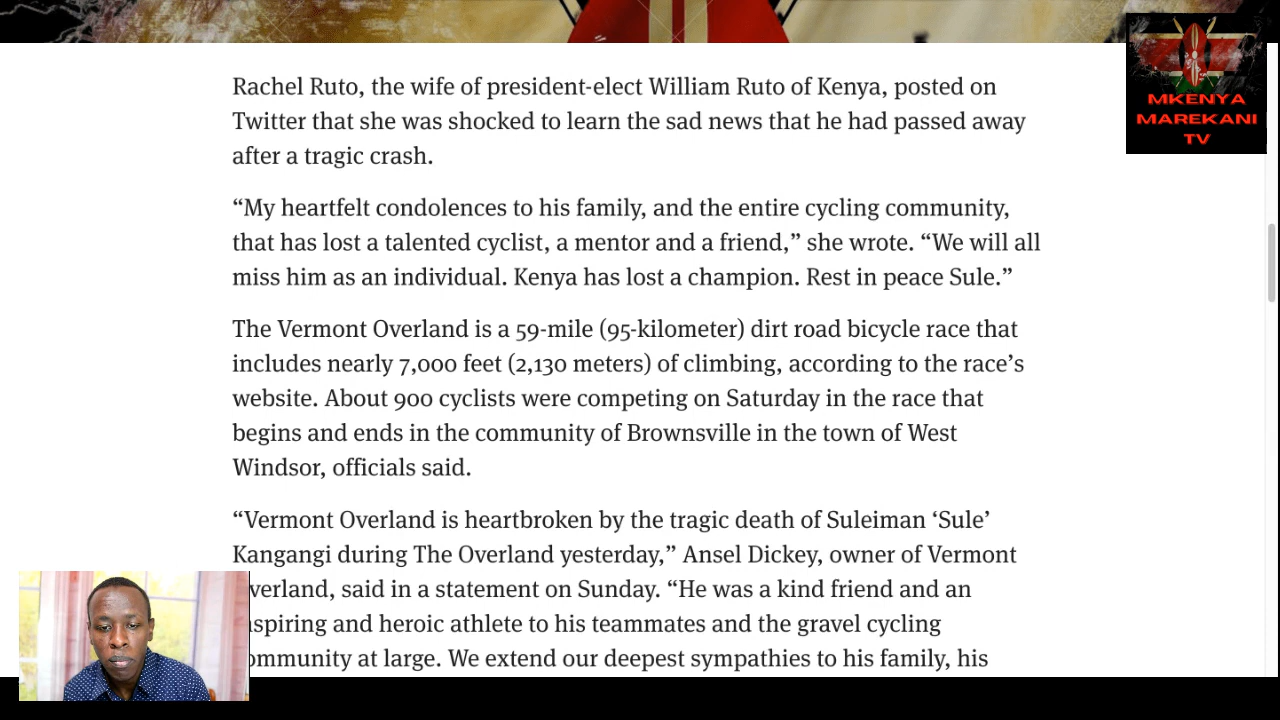 MKENYA
MAREKANI
TV
Rachel Ruto, the wife of president-elect William Ruto of Kenya, posted on
Twitter that she was shocked to learn the sad news that he had passed away
after a tragic crash.
“My heartfelt condolences to his family, and the entire cycling community,
that has lost a talented cyclist, a mentor and a friend,” she wrote. “We will all
miss him as an individual. Kenya has lost a champion. Rest in peace Sule.”
The Vermont Overland is a 59-mile (95-kilometer) dirt road bicycle race that
includes nearly 7,000 feet (2,130 meters) of climbing, according to the race’s
website. About 900 cyclists were competing on Saturday in the race that
begins and ends in the community of Brownsville in the town of West
Windsor, officials said.
“Vermont Overland is heartbroken by the tragic death of Suleiman ‘Sule’
Kangangi during The Overland yesterday,” Ansel Dickey, owner of Vermont
verland, said in a statement on Sunday. “He was a kind friend and an
spiring and heroic athlete to his teammates and the gravel cycling
ommunity at large. We extend our deepest sympathies to his family, his